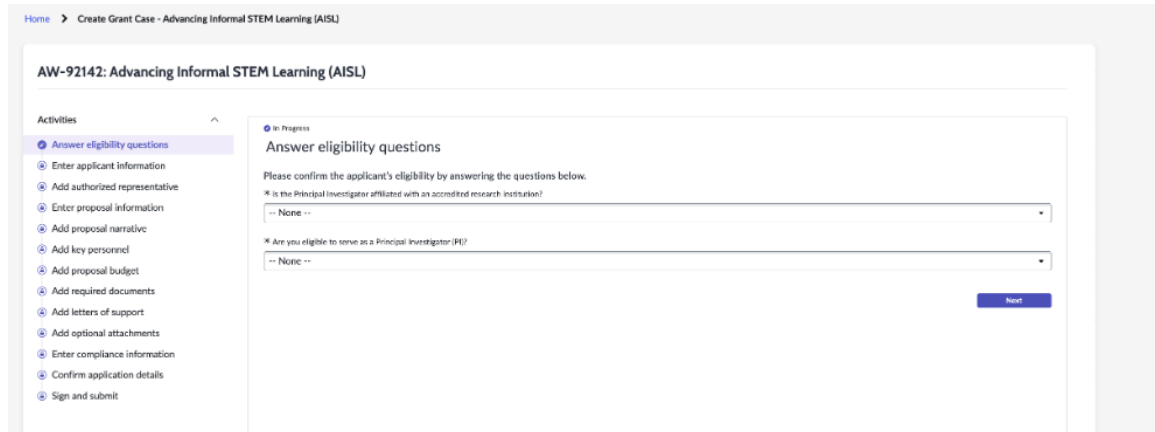 Home > Create Grant Case - Advancing Informal STEM Learning (AISL)
AW-92142: Advancing Informal STEM Learning (AISL)
Activities
Answer eligibility questions
Enter applicant information
Add authorized representative
Enter proposal information
Add proposal narrative
Add key personnel
Add proposal budget
Add required documents
Add letters of support
Add optional attachments
Enter compliance information
Confirm application details
Sign and submit
In Progress
Answer eligibility questions
Please confirm the applicant's eligibility by answering the questions below.
* Is the Principal Investigator affiliated with an accredited research institution?
-- None --
* Are you eligible to serve as a Principal Investigator (PI)?
-- None --
Next